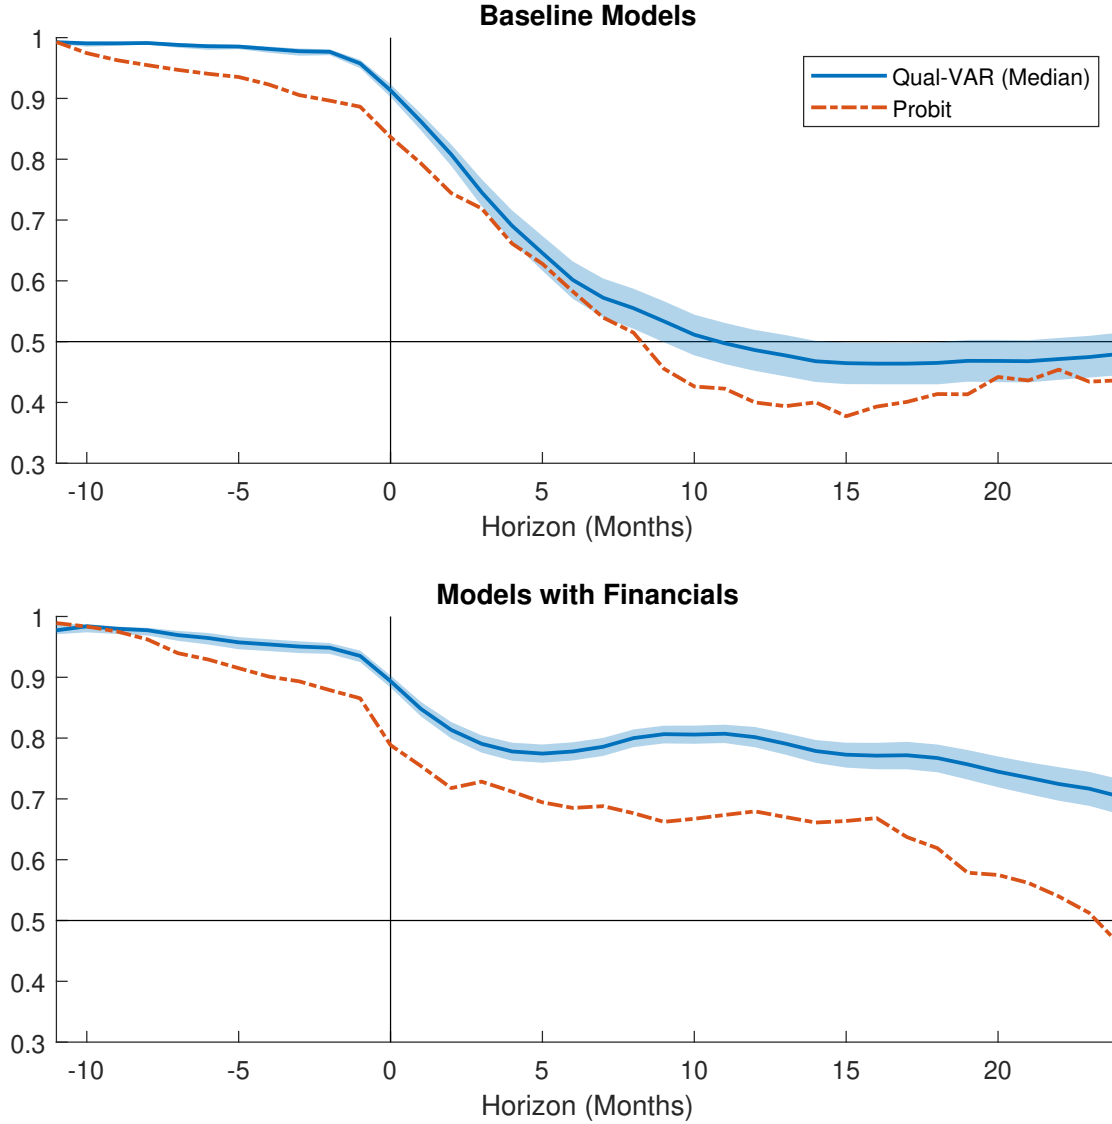 Baseline Models
1
0.9
0.8
0.7
0.6
0.5
0.4
0.3
Qual-VAR (Median)
Probit
-10 -5 0 5 10 15 20
Horizon (Months)
Models with Financials
1
0.9
0.8
0.7
0.6
0.5
0.4
0.3
-10 -5 0 5 10 15 20
Horizon (Months)